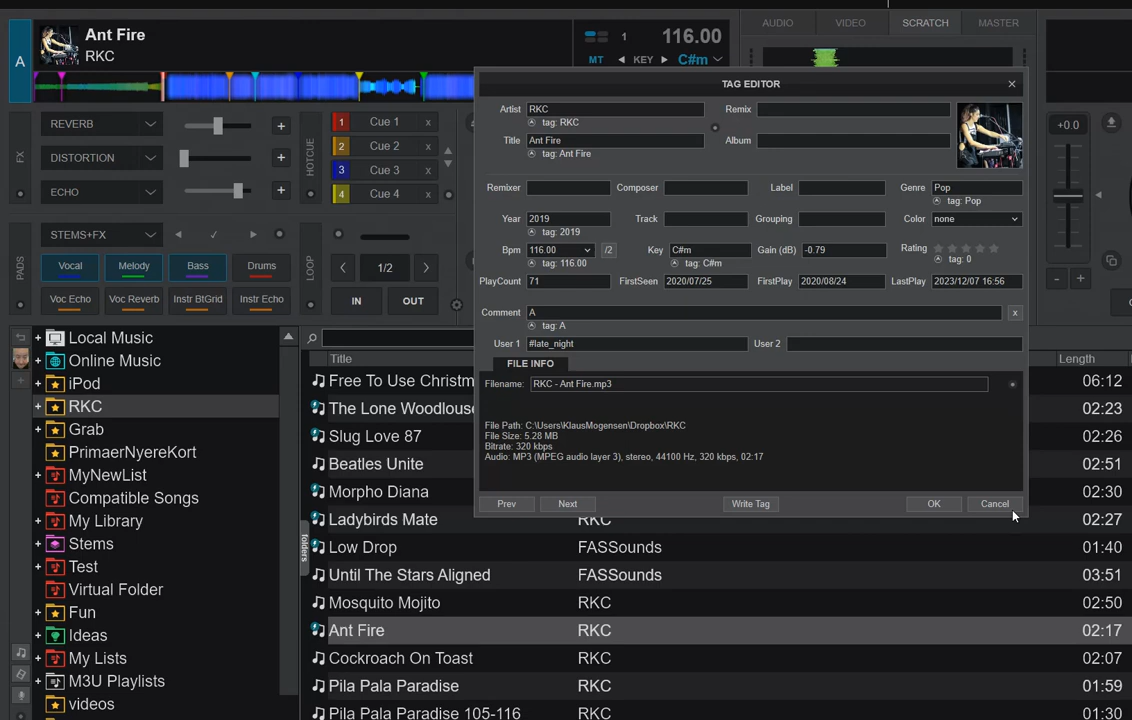 AUDIO VIDEO SCRATCH MASTER
A
Ant Fire
RKC
1 116.00
MT KEY C#m
FX
REVERB
DISTORTION
ECHO
HOTCUE
1 Cue 1 x
2 Cue 2 x
3 Cue 3 x
4 Cue 4 x
PADS
STEMS+FX
Vocal Melody Bass Drums
Voc Echo Voc Reverb Instr BtGrid Instr Echo
LOOP
1/2
IN OUT
+0.0
TAG EDITOR
Artist RKC Remix
tag: RKC
Title Ant Fire Album
tag: Ant Fire
Remixer Composer Label Genre Pop
tag: Pop
Year 2019 Track Grouping Color none
tag: 2019
Bpm 116.00 /2 Key C#m Gain (dB) -0.79 Rating
tag: 116.00 tag: C#m tag: 0
PlayCount 71 FirstSeen 2020/07/25 FirstPlay 2020/08/24 LastPlay 2023/12/07 16:56
Comment A x
tag: A
User 1 #late_night User 2
FILE INFO
Filename: RKC - Ant Fire.mp3
File Path: C:\Users\KlausMogensen\Dropbox\RKC
File Size: 5.28 MB
Bitrate: 320 kbps
Audio: MP3 (MPEG audio layer 3), stereo, 44100 Hz, 320 kbps, 02:17
Prev Next Write Tag OK Cancel
Local Music
Online Music
iPod
RKC
Grab
PrimaerNyereKort
MyNewList
Compatible Songs
My Library
Stems
Test
Virtual Folder
Fun
Ideas
My Lists
M3U Playlists
videos
folders
Title Length
Free To Use Christm 06:12
The Lone Woodlous 02:23
Slug Love 87 02:26
Beatles Unite 02:51
Morpho Diana 02:30
Ladybirds Mate RKC 02:27
Low Drop FASSounds 01:40
Until The Stars Aligned FASSounds 03:51
Mosquito Mojito RKC 02:50
Ant Fire RKC 02:17
Cockroach On Toast RKC 02:07
Pila Pala Paradise RKC 01:59
Pila Pala Paradise 105-116 RKC 01:30